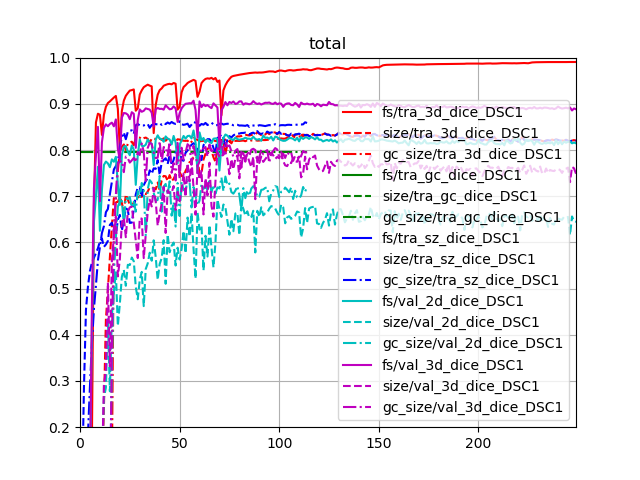 total
1.0
0.9
0.8
0.7
0.6
0.5
0.4
0.3
0.2
fs/tra_3d_dice_DSC1
size/tra_3d_dice_DSC1
gc_size/tra_3d_dice_DSC1
fs/tra_gc_dice_DSC1
size/tra_gc_dice_DSC1
gc_size/tra_gc_dice_DSC1
fs/tra_sz_dice_DSC1
size/tra_sz_dice_DSC1
gc_size/tra_sz_dice_DSC1
fs/val_2d_dice_DSC1
size/val_2d_dice_DSC1
gc_size/val_2d_dice_DSC1
fs/val_3d_dice_DSC1
size/val_3d_dice_DSC1
gc_size/val_3d_dice_DSC1
0 50 100 150 200